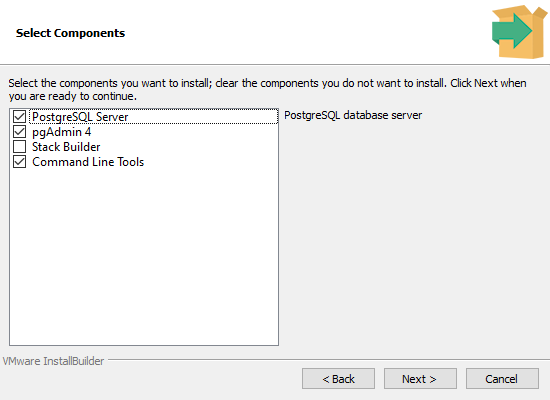 Select Components
Select the components you want to install; clear the components you do not want to install. Click Next when
you are ready to continue.
PostgreSQL Server
pgAdmin 4
Stack Builder
Command Line Tools
PostgreSQL database server
VMware InstallBuilder
< Back
Next >
Cancel